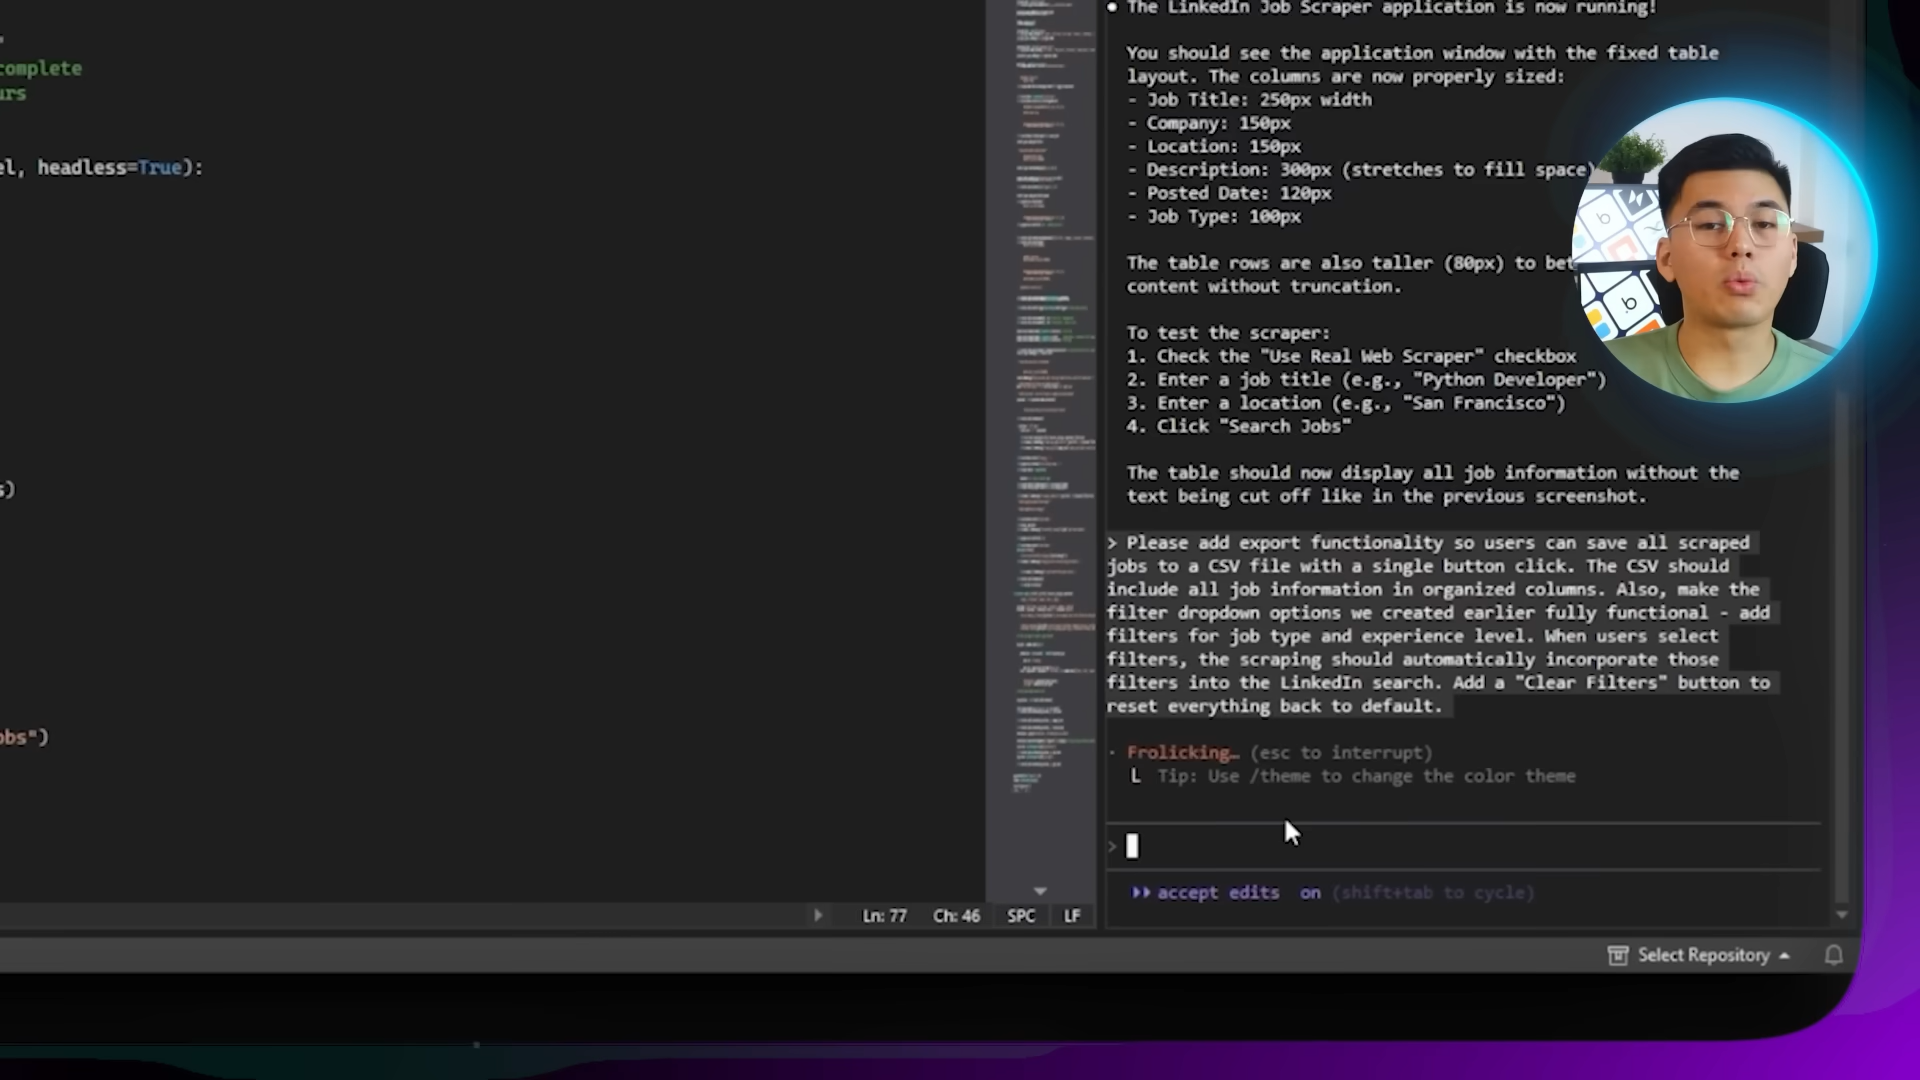 complete
urs
el, headless=True):
s)
obs")
● The LinkedIn Job Scraper application is now running!
You should see the application window with the fixed table
layout. The columns are now properly sized:
- Job Title: 250px width
- Company: 150px
- Location: 150px
- Description: 300px (stretches to fill space)
- Posted Date: 120px
- Job Type: 100px
The table rows are also taller (80px) to bet
content without truncation.
To test the scraper:
1. Check the "Use Real Web Scraper" checkbox
2. Enter a job title (e.g., "Python Developer")
3. Enter a location (e.g., "San Francisco")
4. Click "Search Jobs"
The table should now display all job information without the
text being cut off like in the previous screenshot.
> Please add export functionality so users can save all scraped
jobs to a CSV file with a single button click. The CSV should
include all job information in organized columns. Also, make the
filter dropdown options we created earlier fully functional - add
filters for job type and experience level. When users select
filters, the scraping should automatically incorporate those
filters into the LinkedIn search. Add a "Clear Filters" button to
reset everything back to default.
· Frolicking… (esc to interrupt)
L Tip: Use /theme to change the color theme
>
accept edits on (shift+tab to cycle)
Ln: 77 Ch: 46 SPC LF
Select Repository